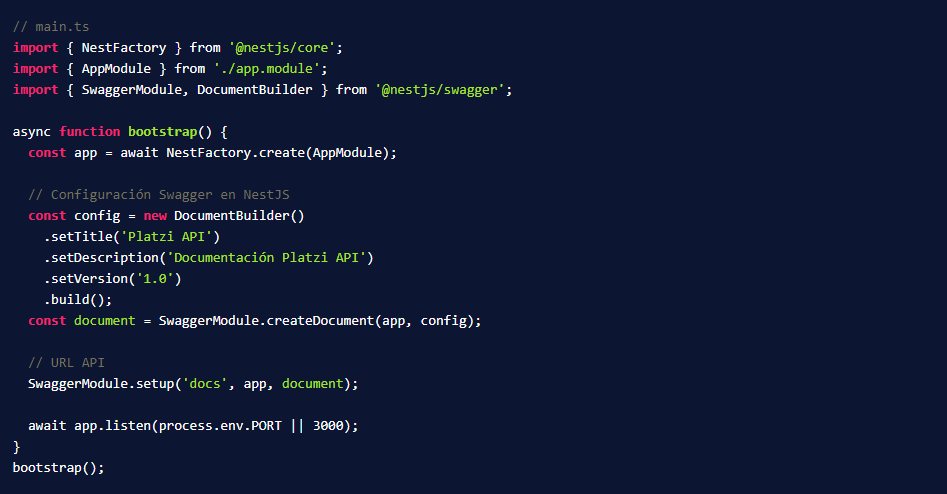 // main.ts
import { NestFactory } from '@nestjs/core';
import { AppModule } from './app.module';
import { SwaggerModule, DocumentBuilder } from '@nestjs/swagger';

async function bootstrap() {
  const app = await NestFactory.create(AppModule);

  // Configuración Swagger en NestJS
  const config = new DocumentBuilder()
    .setTitle('Platzi API')
    .setDescription('Documentación Platzi API')
    .setVersion('1.0')
    .build();
  const document = SwaggerModule.createDocument(app, config);

  // URL API
  SwaggerModule.setup('docs', app, document);

  await app.listen(process.env.PORT || 3000);
}
bootstrap();